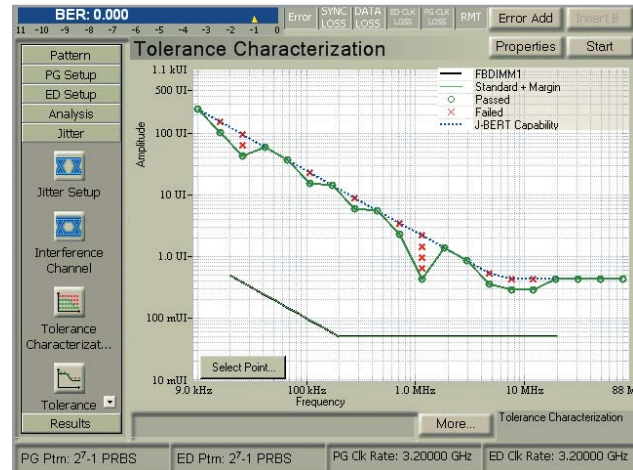 BER: 0.000
11 -10 -9 -8 -7 -6 -5 -4 -3 -2 -1 0
Error
SYNC LOSS
DATA LOSS
ED CLK LOSS
PG CLK LOSS
RMT
Error Add
Insert B
Tolerance Characterization
Properties
Start
Pattern
PG Setup
ED Setup
Analysis
Jitter
Jitter Setup
Interference
Channel
Tolerance
Characterizat...
Tolerance
Results
1.1 kUI
500 UI
100 UI
10 UI
1.0 UI
100 mUI
10 mUI
Amplitude
FBDIMM1
Standard + Margin
Passed
Failed
J-BERT Capability
Select Point...
9.0 kHz
100 kHz
1.0 MHz
10 MHz
88 M
Frequency
More...
Tolerance Characterization
PG Ptrn: 2⁷-1 PRBS
ED Ptrn: 2⁷-1 PRBS
PG Clk Rate: 3.20000 GHz
ED Clk Rate: 3.20000 GHz